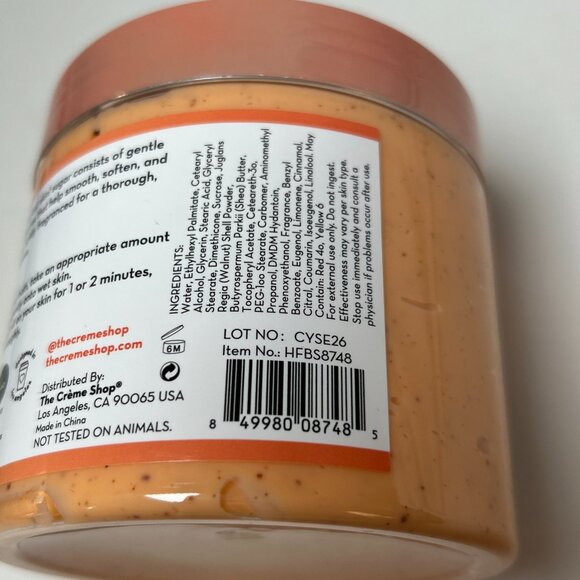 sugar consists of gentle
help smooth, soften, and
fragranced for a thorough,
take an appropriate amount
wet skin.
your skin for 1 or 2 minutes,
@thecremeshop
thecremeshop.com
Distributed By:
The Crème Shop®
Los Angeles, CA 90065 USA
Made in China
NOT TESTED ON ANIMALS.
INGREDIENTS:
Water, Ethylhexyl Palmitate, Cetearyl
Alcohol, Glycerin, Stearic Acid, Glyceryl
Stearate, Dimethicone, Sucrose, Juglans
Regia (Walnut) Shell Powder,
Butyrospermum Parkii (Shea) Butter,
Tocopheryl Acetate, Ceteareth-30,
PEG-100 Stearate, Carbomer, Aminomethyl
Propanol, DMDM Hydantoin,
Phenoxyethanol, Fragrance, Benzyl
Benzoate, Eugenol, Limonene, Cinnamal,
Citral, Coumarin, Isoeugenol, Linalool. May
Contain: Red 40, Yellow 6
For external use only. Do not ingest.
Effectiveness may vary per skin type.
Stop use immediately and consult a
physician if problems occur after use.
6M
LOT NO: CYSE26
Item No.: HFBS8748
8 49980 08748 5